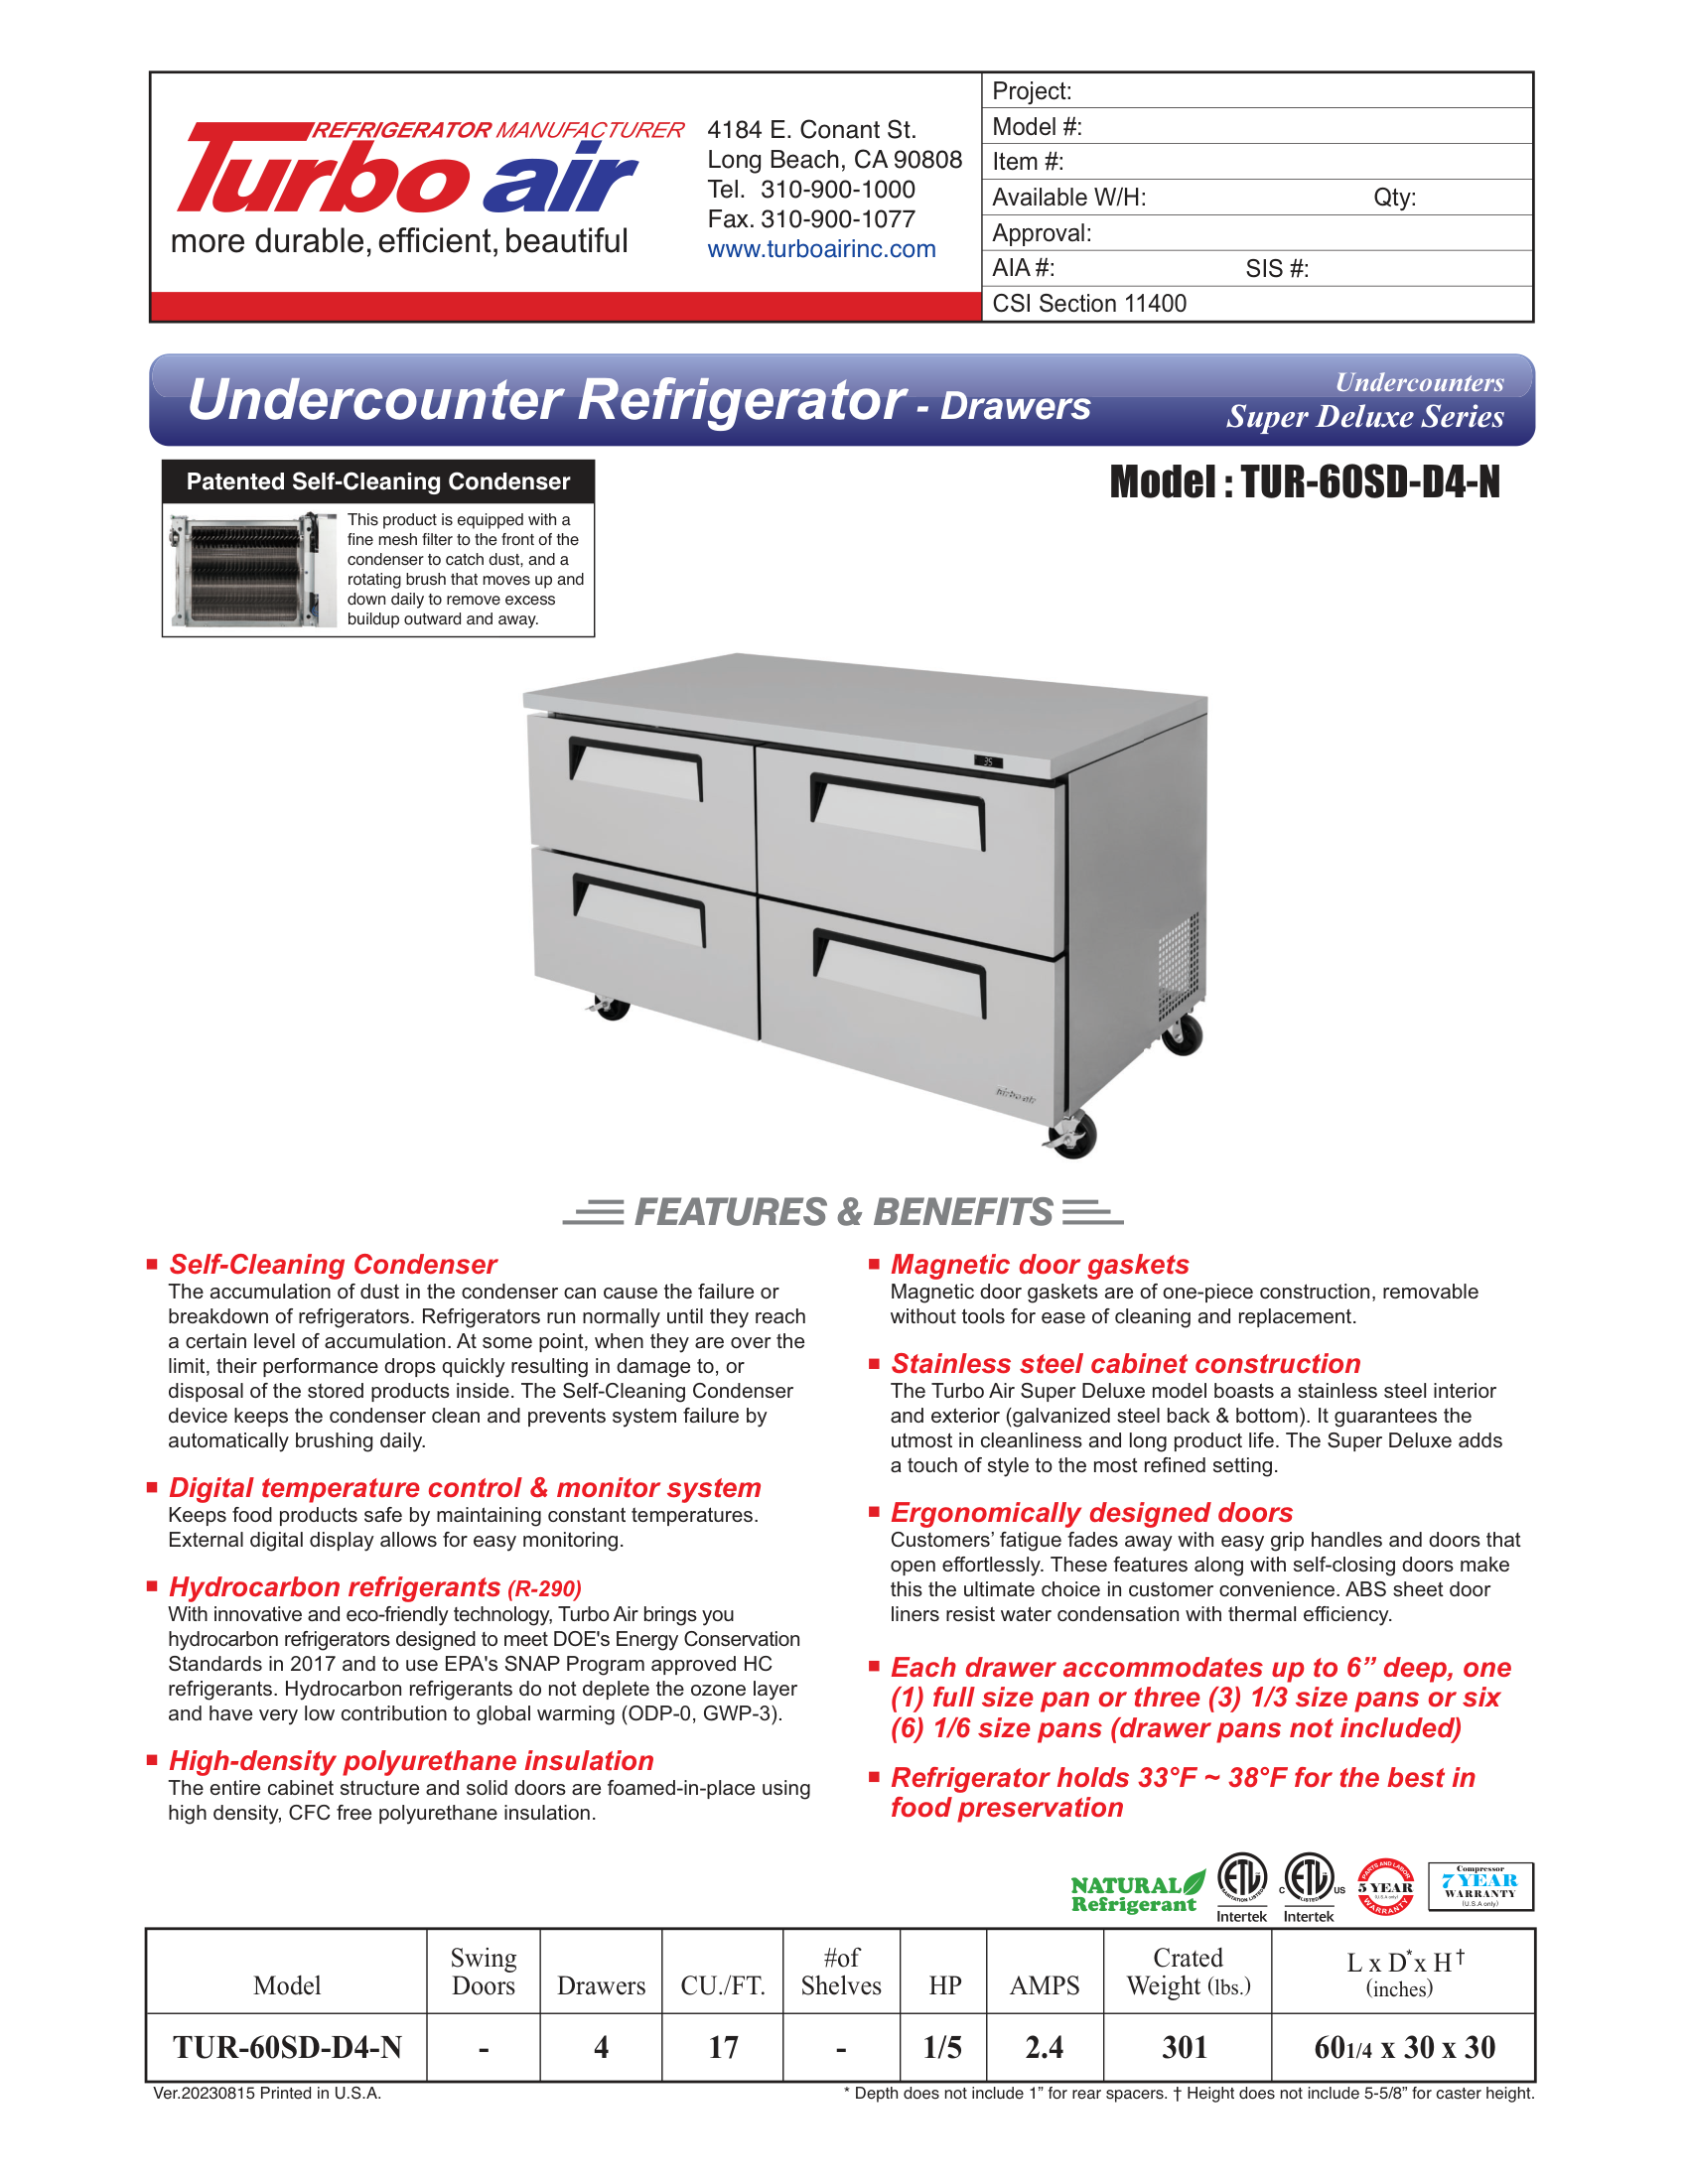 REFRIGERATOR MANUFACTURER
Turbo air
more durable, efficient, beautiful
4184 E. Conant St.
Long Beach, CA 90808
Tel. 310-900-1000
Fax. 310-900-1077
www.turboairinc.com
Project:
Model #:
Item #:
Available W/H: Qty:
Approval:
AIA #: SIS #:
CSI Section 11400
Undercounter Refrigerator - Drawers
Undercounters
Super Deluxe Series
Patented Self-Cleaning Condenser
This product is equipped with a
fine mesh filter to the front of the
condenser to catch dust, and a
rotating brush that moves up and
down daily to remove excess
buildup outward and away.
Model : TUR-60SD-D4-N
35
turbo air
FEATURES & BENEFITS
Self-Cleaning Condenser
The accumulation of dust in the condenser can cause the failure or
breakdown of refrigerators. Refrigerators run normally until they reach
a certain level of accumulation. At some point, when they are over the
limit, their performance drops quickly resulting in damage to, or
disposal of the stored products inside. The Self-Cleaning Condenser
device keeps the condenser clean and prevents system failure by
automatically brushing daily.
Digital temperature control & monitor system
Keeps food products safe by maintaining constant temperatures.
External digital display allows for easy monitoring.
Hydrocarbon refrigerants (R-290)
With innovative and eco-friendly technology, Turbo Air brings you
hydrocarbon refrigerators designed to meet DOE's Energy Conservation
Standards in 2017 and to use EPA's SNAP Program approved HC
refrigerants. Hydrocarbon refrigerants do not deplete the ozone layer
and have very low contribution to global warming (ODP-0, GWP-3).
High-density polyurethane insulation
The entire cabinet structure and solid doors are foamed-in-place using
high density, CFC free polyurethane insulation.
Magnetic door gaskets
Magnetic door gaskets are of one-piece construction, removable
without tools for ease of cleaning and replacement.
Stainless steel cabinet construction
The Turbo Air Super Deluxe model boasts a stainless steel interior
and exterior (galvanized steel back & bottom). It guarantees the
utmost in cleanliness and long product life. The Super Deluxe adds
a touch of style to the most refined setting.
Ergonomically designed doors
Customers’ fatigue fades away with easy grip handles and doors that
open effortlessly. These features along with self-closing doors make
this the ultimate choice in customer convenience. ABS sheet door
liners resist water condensation with thermal efficiency.
Each drawer accommodates up to 6” deep, one
(1) full size pan or three (3) 1/3 size pans or six
(6) 1/6 size pans (drawer pans not included)
Refrigerator holds 33°F ~ 38°F for the best in
food preservation
NATURAL
Refrigerant
ETL
SANITATION LISTED
Intertek
C ETL US
LISTED
Intertek
PARTS AND LABOR
5 YEAR
(U.S.A only)
WARRANTY
Compressor
7 YEAR
WARRANTY
(U.S.A only)
Model Swing Doors Drawers CU./FT. #of Shelves HP AMPS Crated Weight (lbs.) L x D* x H† (inches)
TUR-60SD-D4-N - 4 17 - 1/5 2.4 301 60 1/4 x 30 x 30
Ver.20230815 Printed in U.S.A.
* Depth does not include 1” for rear spacers. † Height does not include 5-5/8” for caster height.